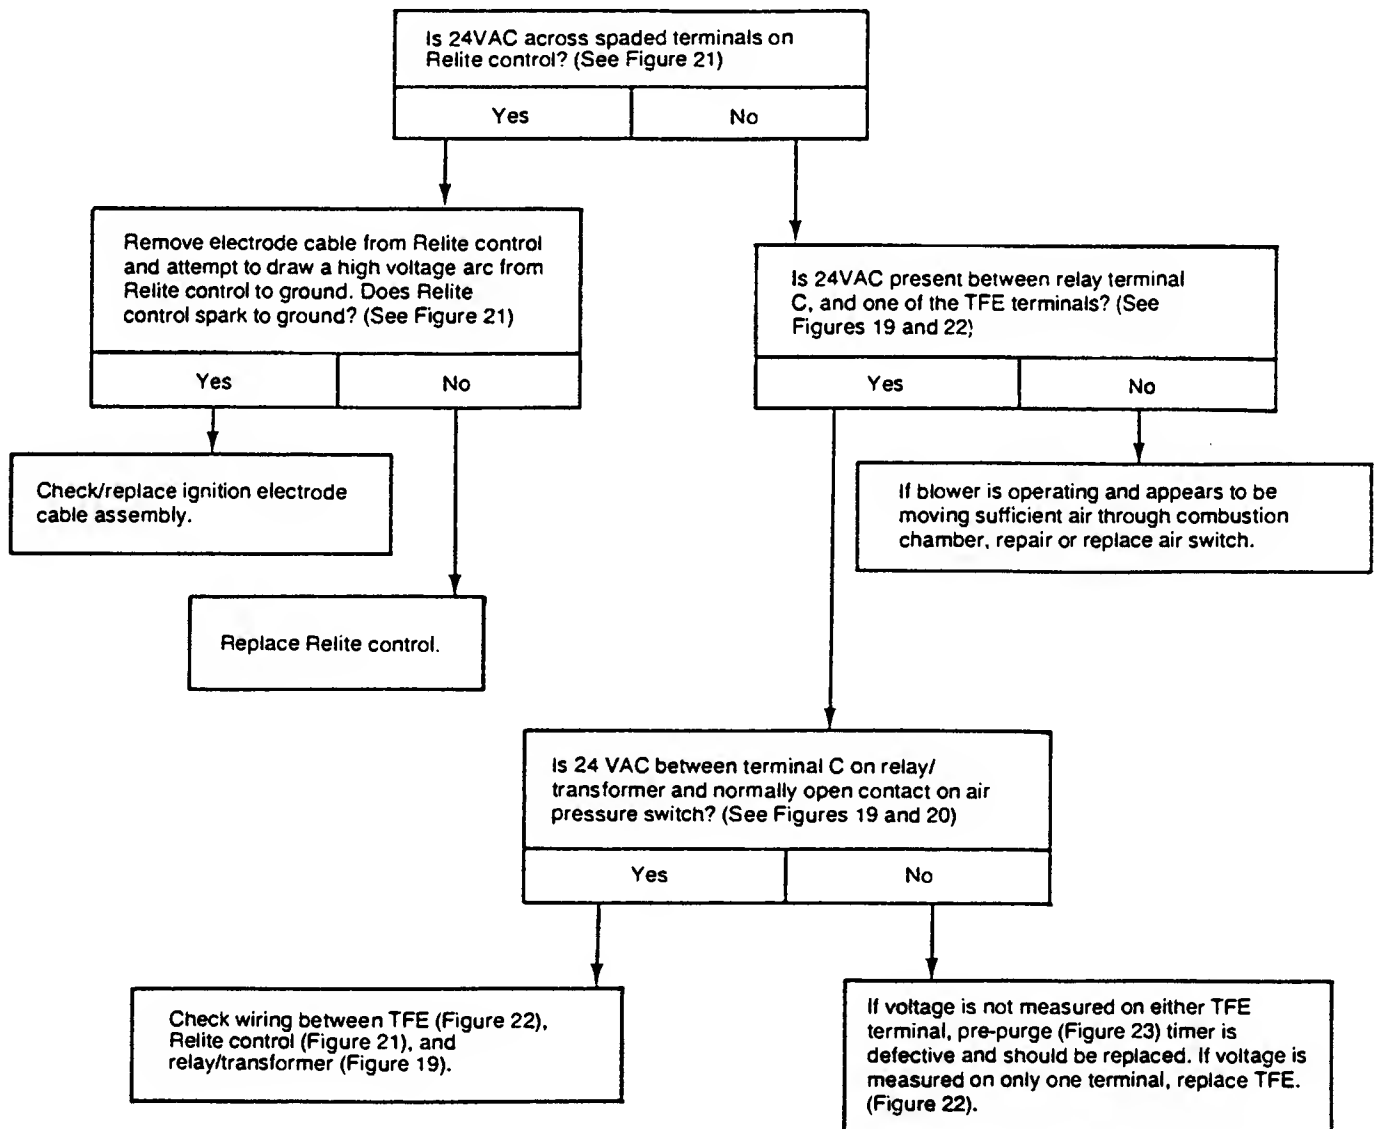 Is 24VAC across spaded terminals on
Relite control? (See Figure 21)
Yes
No
Remove electrode cable from Relite control
and attempt to draw a high voltage arc from
Relite control to ground. Does Relite
control spark to ground? (See Figure 21)
Yes
No
Is 24VAC present between relay terminal
C, and one of the TFE terminals? (See
Figures 19 and 22)
Yes
No
Check/replace ignition electrode
cable assembly.
If blower is operating and appears to be
moving sufficient air through combustion
chamber, repair or replace air switch.
Replace Relite control.
Is 24 VAC between terminal C on relay/
transformer and normally open contact on air
pressure switch? (See Figures 19 and 20)
Yes
No
Check wiring between TFE (Figure 22),
Relite control (Figure 21), and
relay/transformer (Figure 19).
If voltage is not measured on either TFE
terminal, pre-purge (Figure 23) timer is
defective and should be replaced. If voltage is
measured on only one terminal, replace TFE.
(Figure 22).